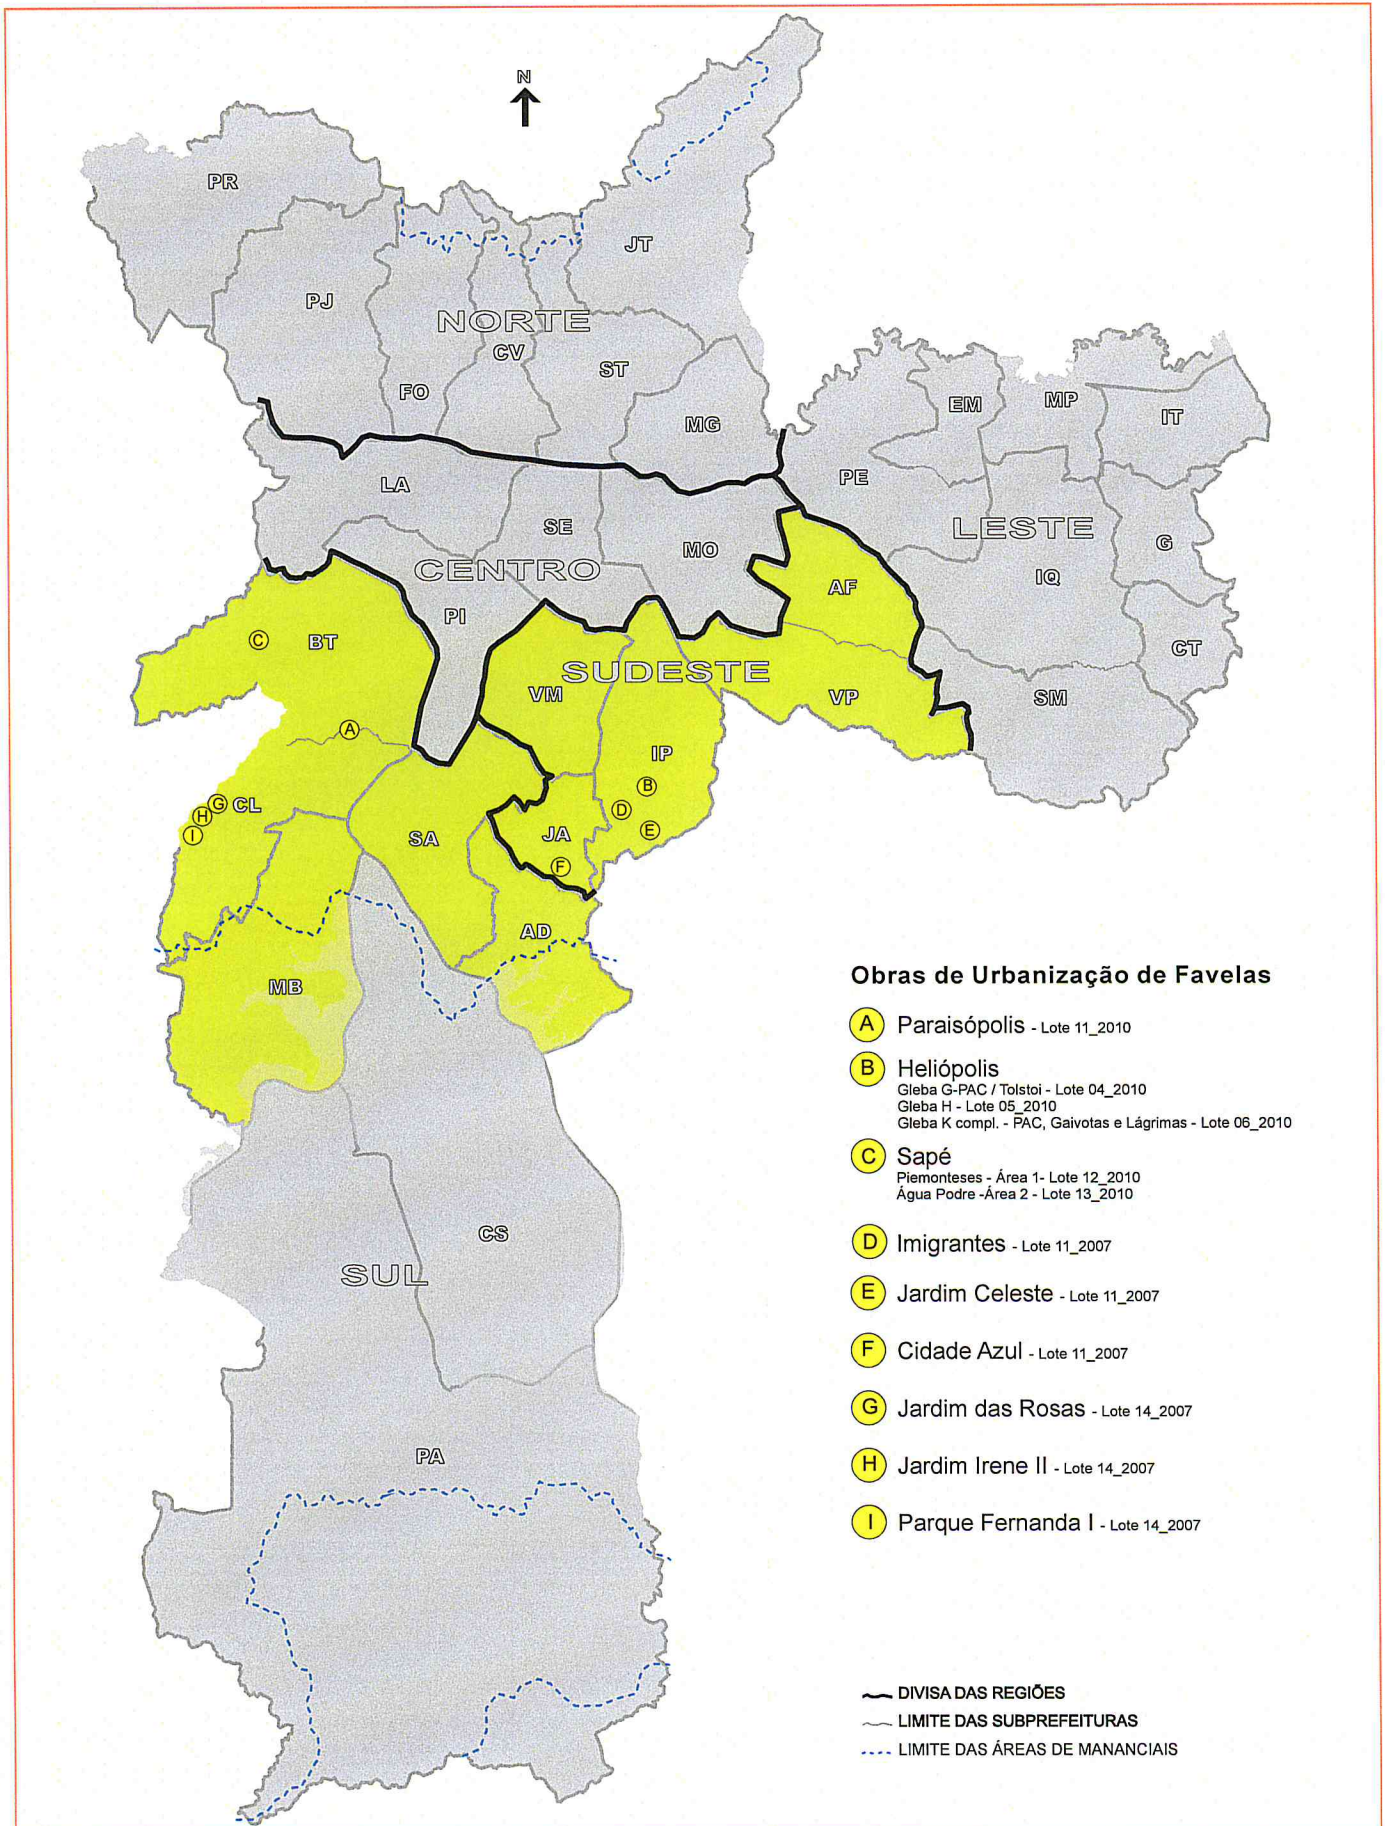 N
PR
JT
PJ
NORTE
CV
ST
FO
MG
EM
MP
IT
PE
LA
SE
LESTE
MO
G
CENTRO
IQ
AF
PI
C
BT
CT
SUDESTE
VM
VP
SM
A
IP
B
G
CL
D
H
I
SA
JA
E
F
AD
MB
CS
SUL
PA
Obras de Urbanização de Favelas
A Paraisópolis - Lote 11_2010
B Heliópolis
Gleba G-PAC / Tolstoi - Lote 04_2010
Gleba H - Lote 05_2010
Gleba K compl. - PAC, Gaivotas e Lágrimas - Lote 06_2010
C Sapé
Piemonteses - Área 1- Lote 12_2010
Água Podre -Área 2 - Lote 13_2010
D Imigrantes - Lote 11_2007
E Jardim Celeste - Lote 11_2007
F Cidade Azul - Lote 11_2007
G Jardim das Rosas - Lote 14_2007
H Jardim Irene II - Lote 14_2007
I Parque Fernanda I - Lote 14_2007
DIVISA DAS REGIÕES
LIMITE DAS SUBPREFEITURAS
LIMITE DAS ÁREAS DE MANANCIAIS